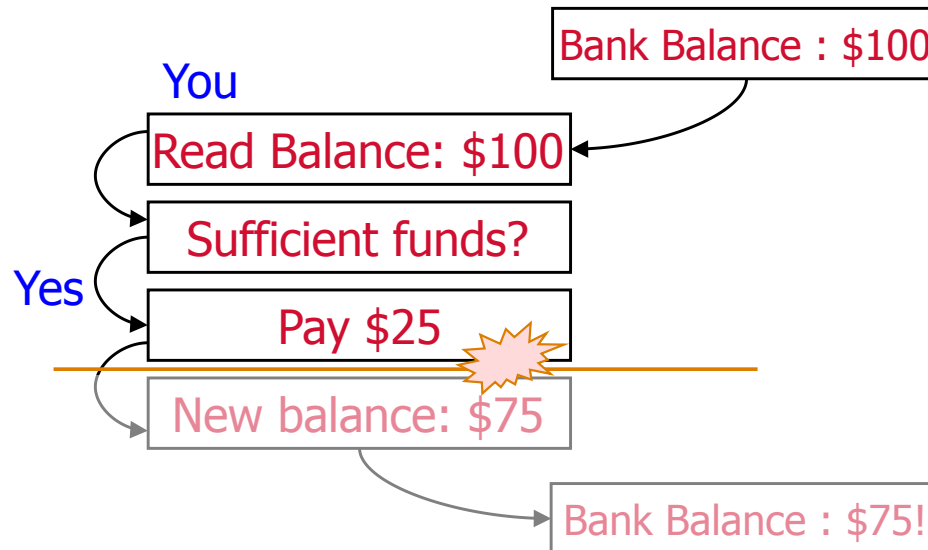 Bank Balance : $100
You
Read Balance: $100
Sufficient funds?
Yes
Pay $25
New balance: $75
Bank Balance : $75!